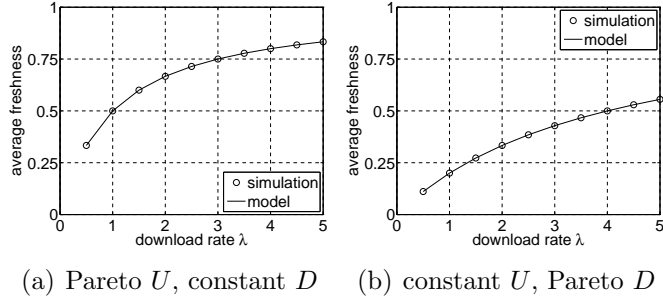 1
0.75
0.5
0.25
0
average freshness
simulation
model
0 1 2 3 4 5
download rate λ
(a) Pareto U, constant D
1
0.75
0.5
0.25
0
average freshness
simulation
model
0 1 2 3 4 5
download rate λ
(b) constant U, Pareto D